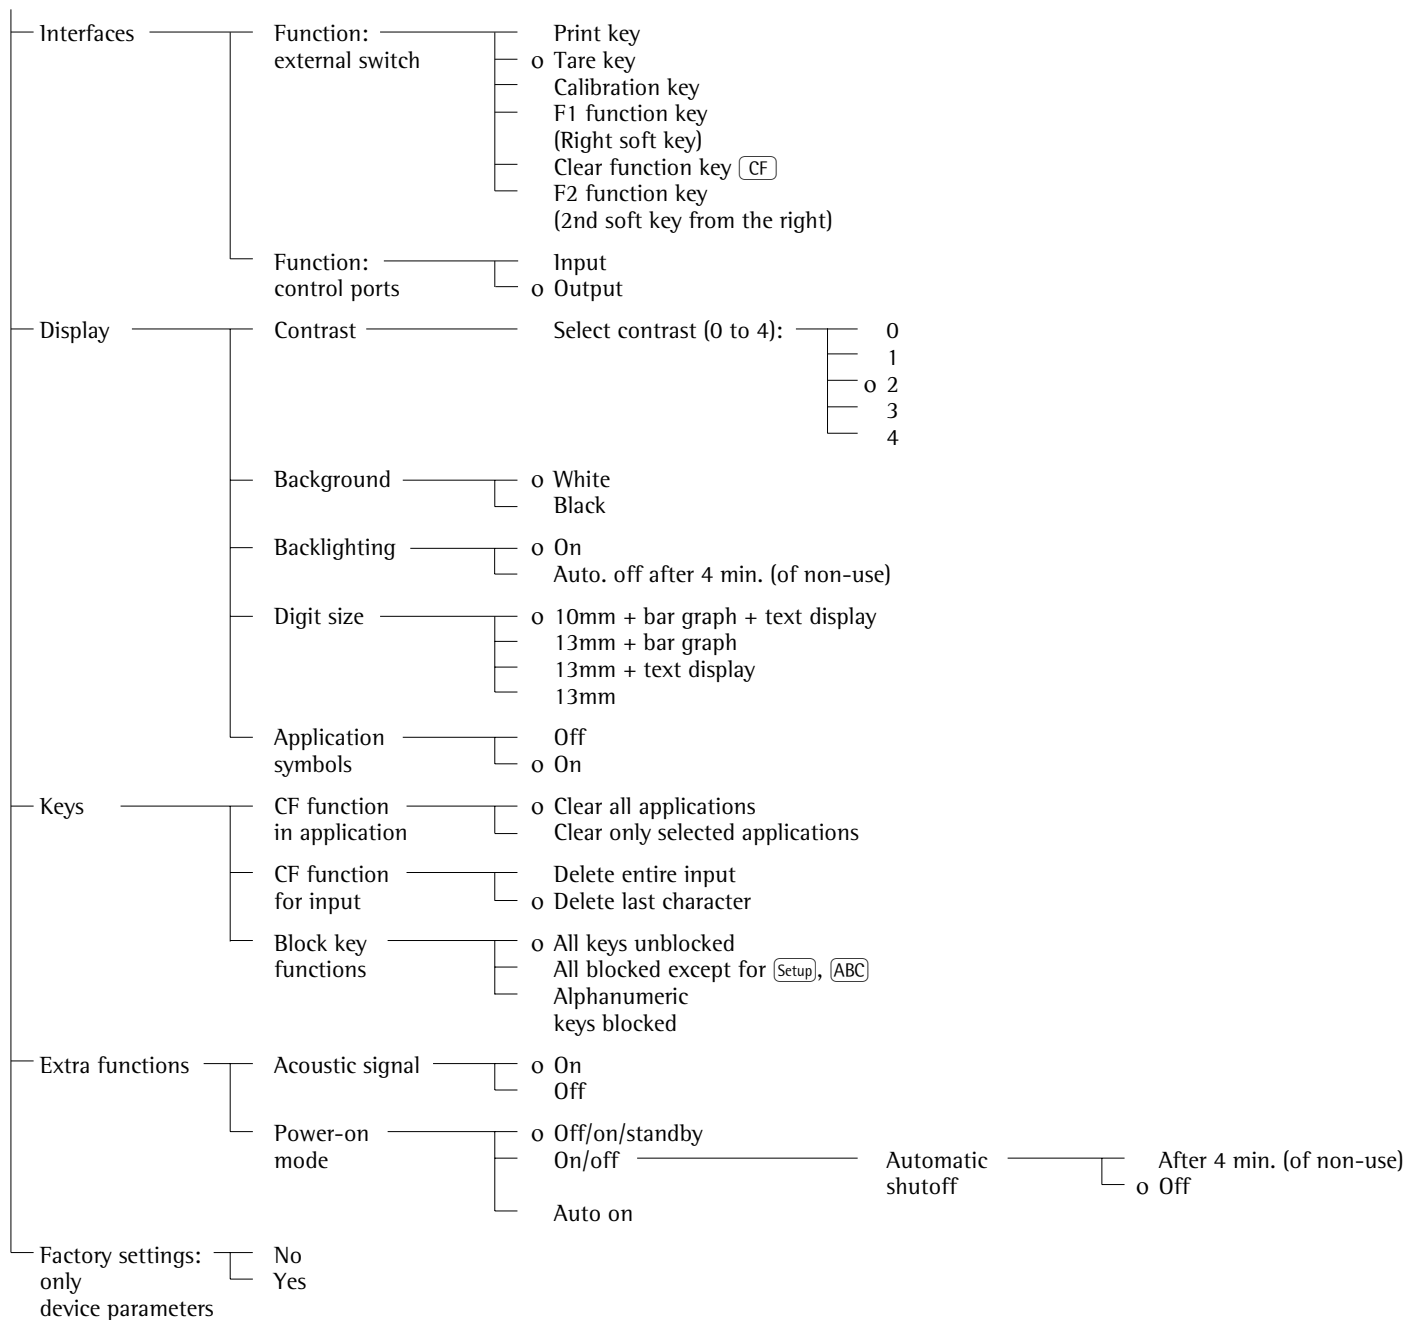 Interfaces Function: Print key
external switch o Tare key
Calibration key
F1 function key
(Right soft key)
Clear function key CF
F2 function key
(2nd soft key from the right)
Function: Input
control ports o Output
Display Contrast Select contrast (0 to 4): 0
1
o 2
3
4
Background o White
Black
Backlighting o On
Auto. off after 4 min. (of non-use)
Digit size o 10mm + bar graph + text display
13mm + bar graph
13mm + text display
13mm
Application Off
symbols o On
Keys CF function o Clear all applications
in application Clear only selected applications
CF function Delete entire input
for input o Delete last character
Block key o All keys unblocked
functions All blocked except for Setup, ABC
Alphanumeric
keys blocked
Extra functions Acoustic signal o On
Off
Power-on o Off/on/standby
mode On/off Automatic After 4 min. (of non-use)
shutoff o Off
Auto on
Factory settings: No
only Yes
device parameters